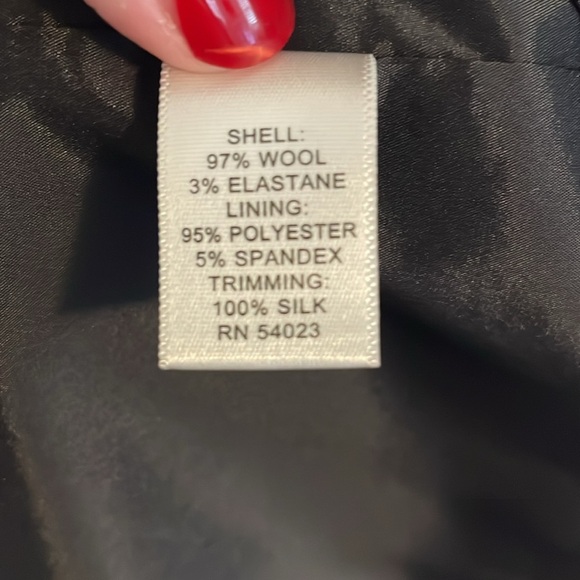 SHELL:
97% WOOL
3% ELASTANE
LINING:
95% POLYESTER
5% SPANDEX
TRIMMING:
100% SILK
RN 54023